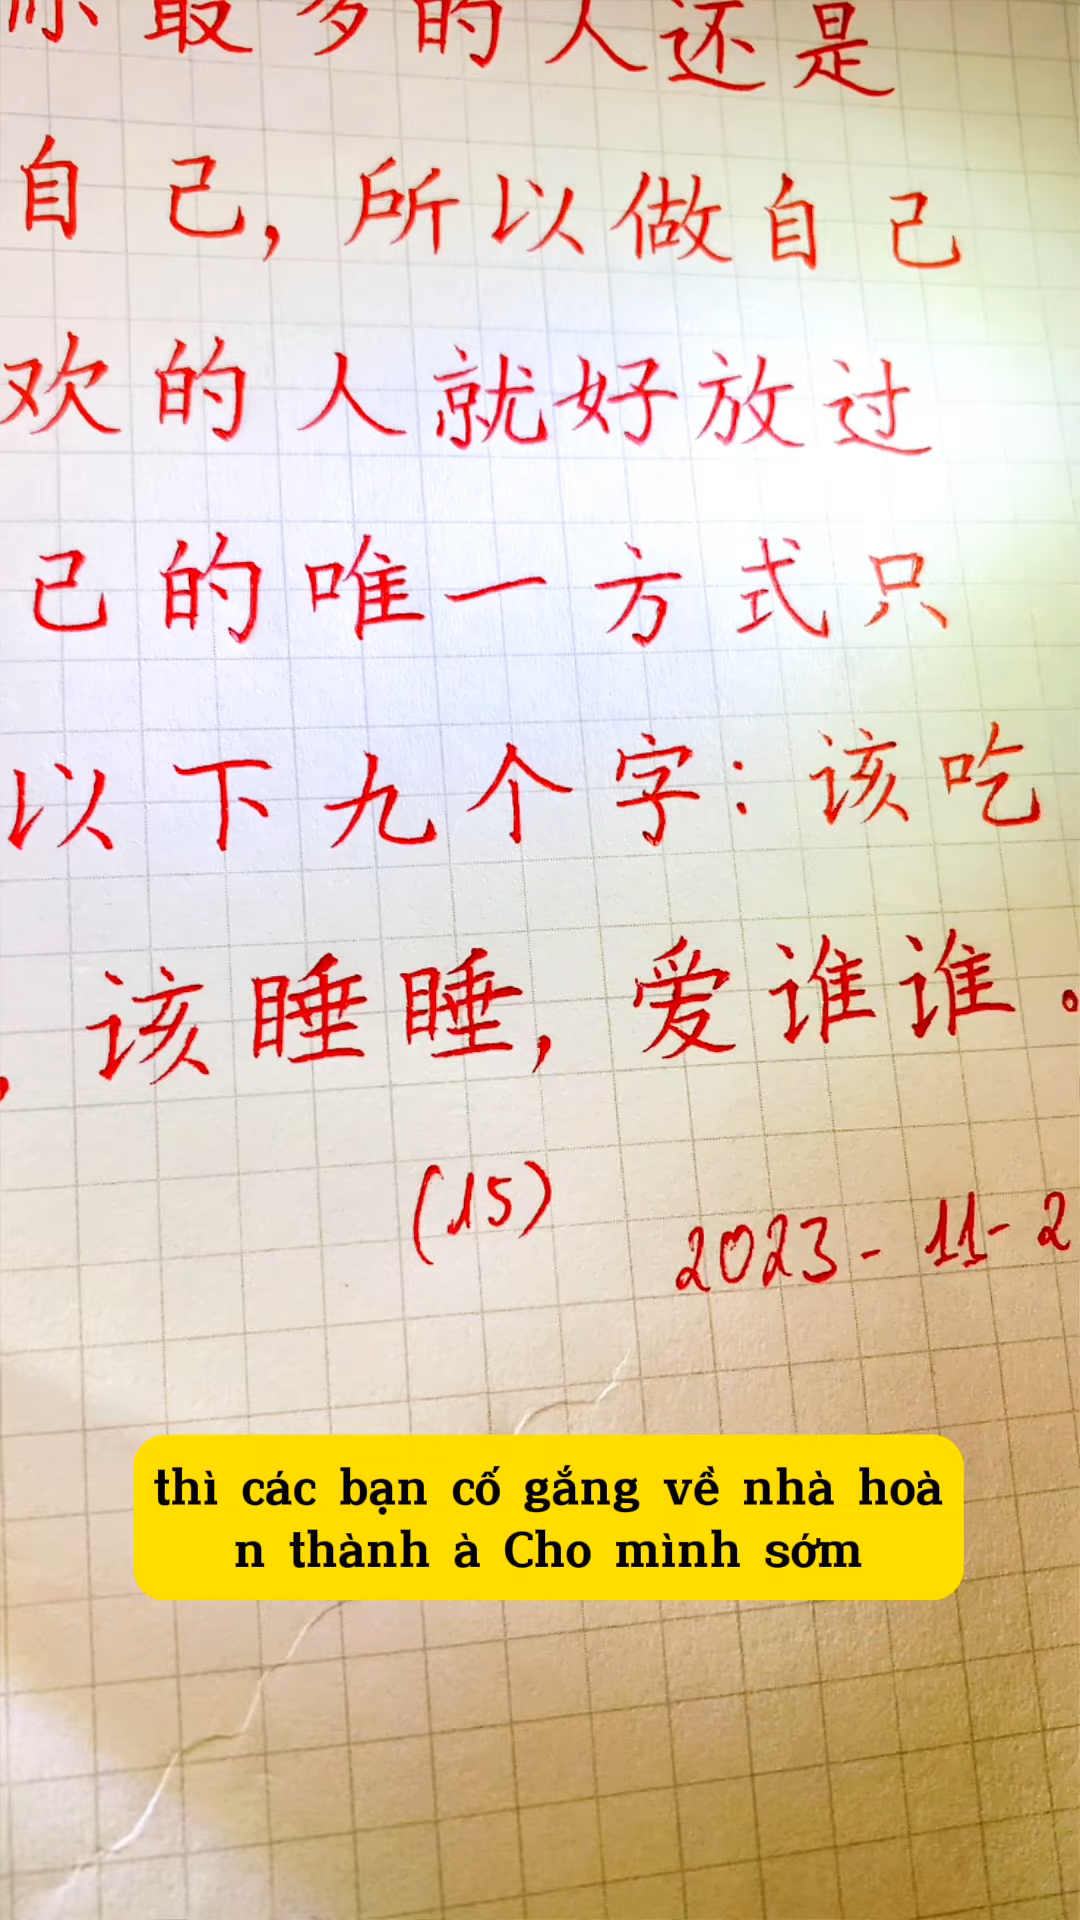 你最多的人还是
自己,所以做自己
欢的人就好放过
己的唯一方式只
以下九个字:该吃
,该睡睡,爱谁谁。
(15)
2023-11-2
thì các bạn cố gắng về nhà hoà
n thành à Cho mình sớm